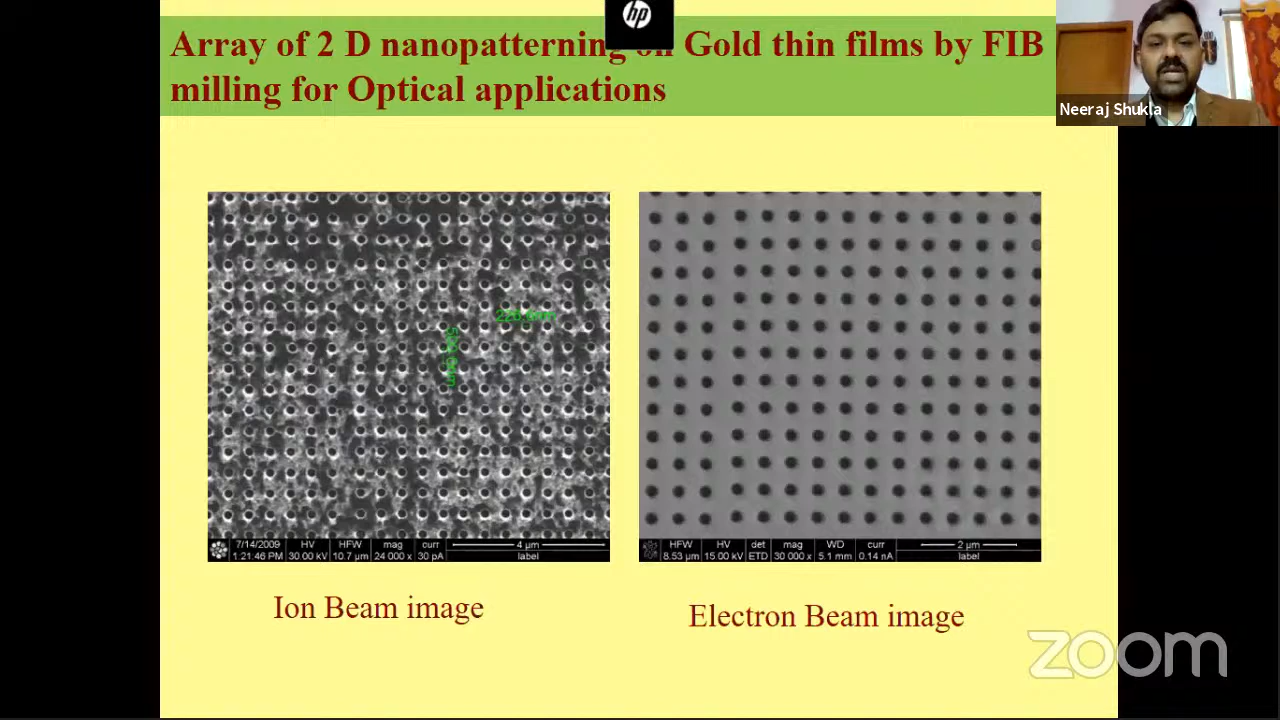 hp
Array of 2 D nanopatterning on Gold thin films by FIB
milling for Optical applications
Neeraj Shukla
7/14/2009 HV HFW mag curr 4 µm
1:21:46 PM 30.00 kV 10.7 µm 24 000 x 30 pA label
HFW HV det mag WD curr 2 µm
8.53 µm 15.00 kV ETD 30 000 x 5.1 mm 0.14 nA label
Ion Beam image
Electron Beam image
zoom